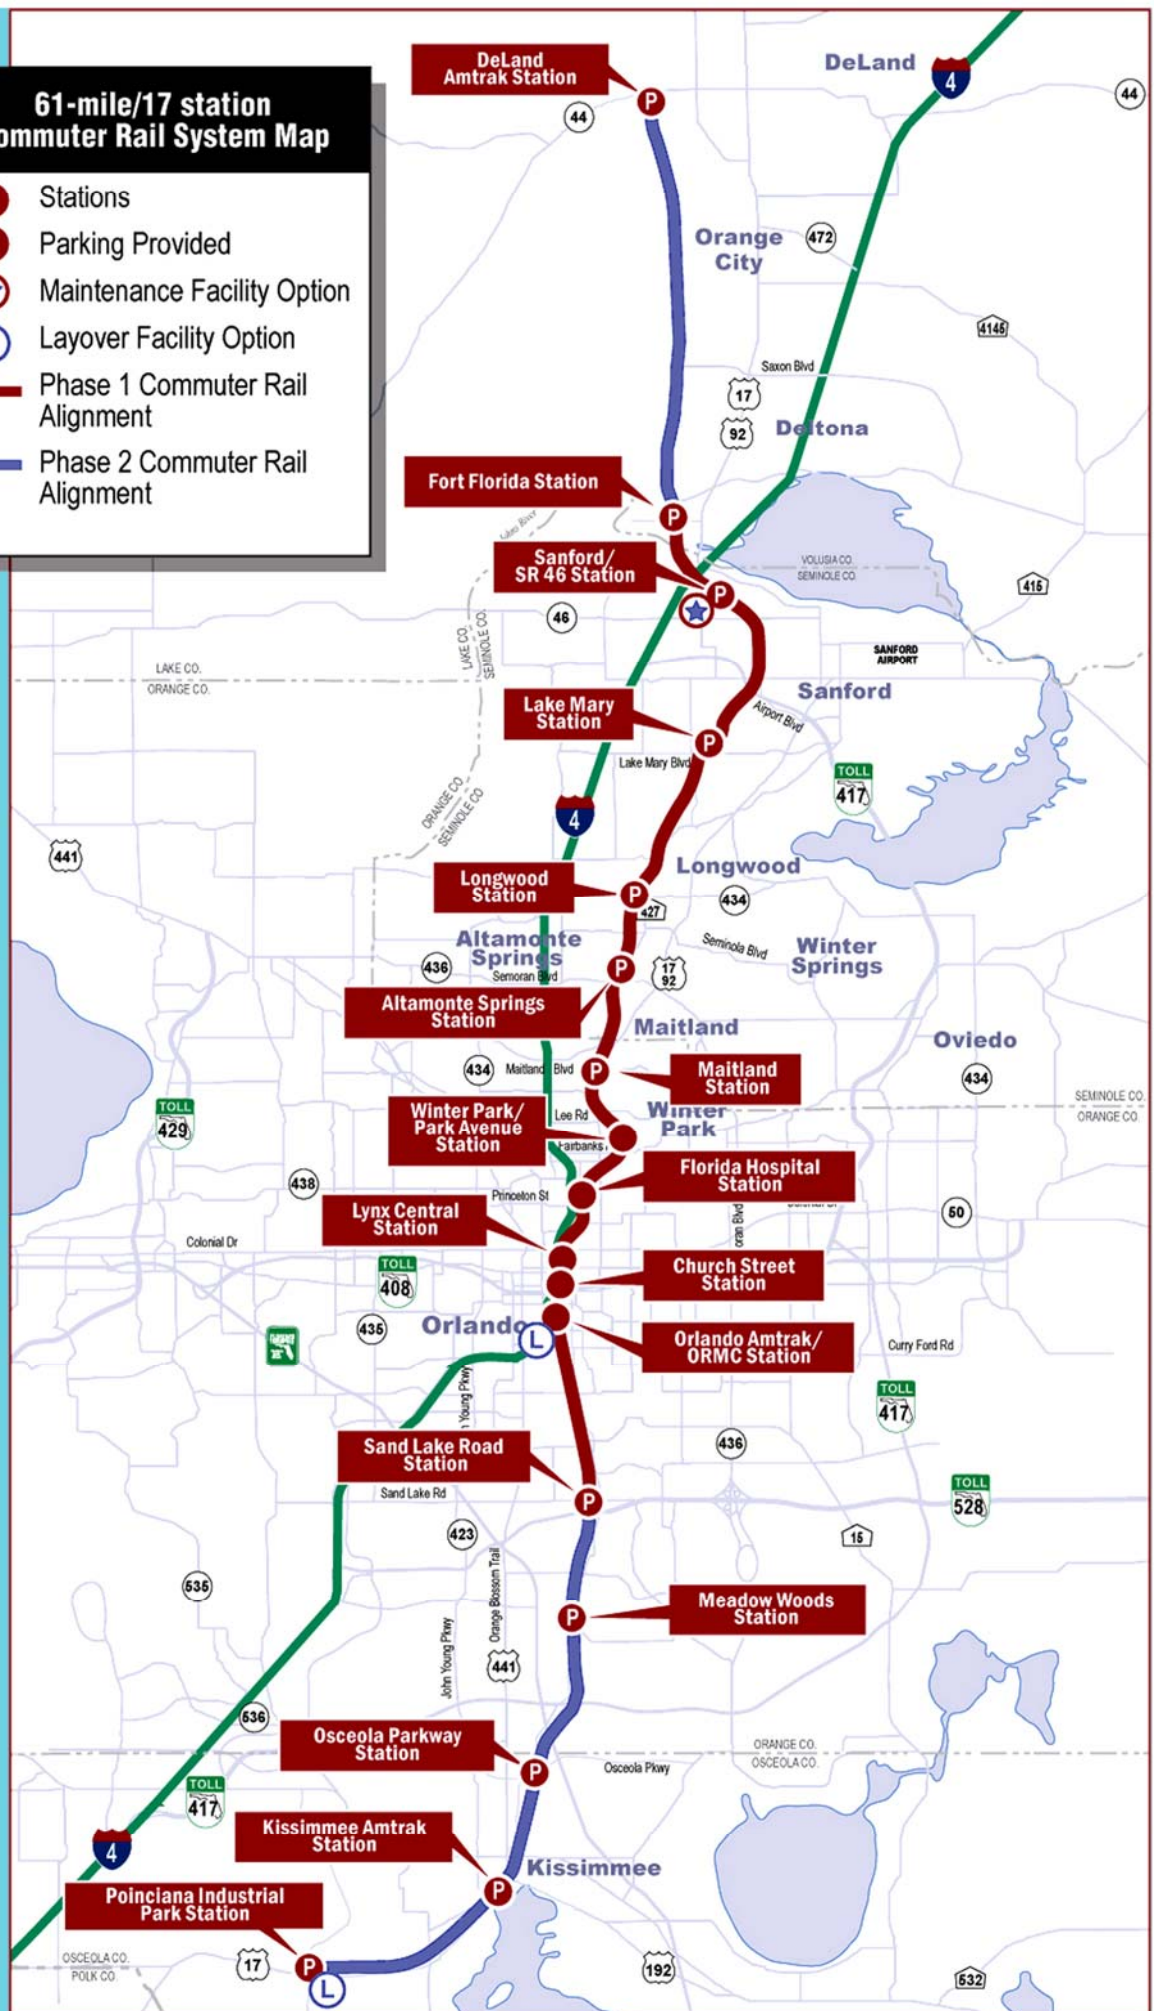 61-mile/17 station
ommuter Rail System Map
Stations
Parking Provided
Maintenance Facility Option
Layover Facility Option
Phase 1 Commuter Rail
Alignment
Phase 2 Commuter Rail
Alignment
DeLand
Amtrak Station
P
DeLand
4
44
44
Orange
City
472
4145
Saxon Blvd
17
92
Deltona
Fort Florida Station
P
Sanford/
SR 46 Station
P
VOLUSIA CO.
SEMINOLE CO.
415
46
LAKE CO.
SEMINOLE CO.
SANFORD
AIRPORT
LAKE CO.
ORANGE CO.
Sanford
Lake Mary
Station
P
Airport Blvd
Lake Mary Blvd
TOLL
417
ORANGE CO.
SEMINOLE CO.
4
441
Longwood
Longwood
Station
P
427
434
Altamonte
Springs
436
Semoran Blvd
P
17
92
Seminola Blvd
Winter
Springs
Altamonte Springs
Station
Maitland
Oviedo
434
434
Maitland Blvd
P
Maitland
Station
SEMINOLE CO.
ORANGE CO.
TOLL
429
Winter Park/
Park Avenue
Station
Lee Rd
Winter
Park
Fairbanks
Florida Hospital
Station
438
Princeton St
50
Lynx Central
Station
oran Blvd
Colonial Dr
TOLL
408
Church Street
Station
435
Orlando
L
Orlando Amtrak/
ORMC Station
Curry Ford Rd
n Young Pkwy
TOLL
417
436
Sand Lake Road
Station
Sand Lake Rd
P
TOLL
528
423
15
535
Orange Blossom Trail
Meadow Woods
Station
P
John Young Pkwy
441
536
Osceola Parkway
Station
P
ORANGE CO.
OSCEOLA CO.
Osceola Pkwy
TOLL
417
4
Kissimmee Amtrak
Station
Kissimmee
P
Poinciana Industrial
Park Station
OSCEOLA CO.
POLK CO.
17
P
L
192
532